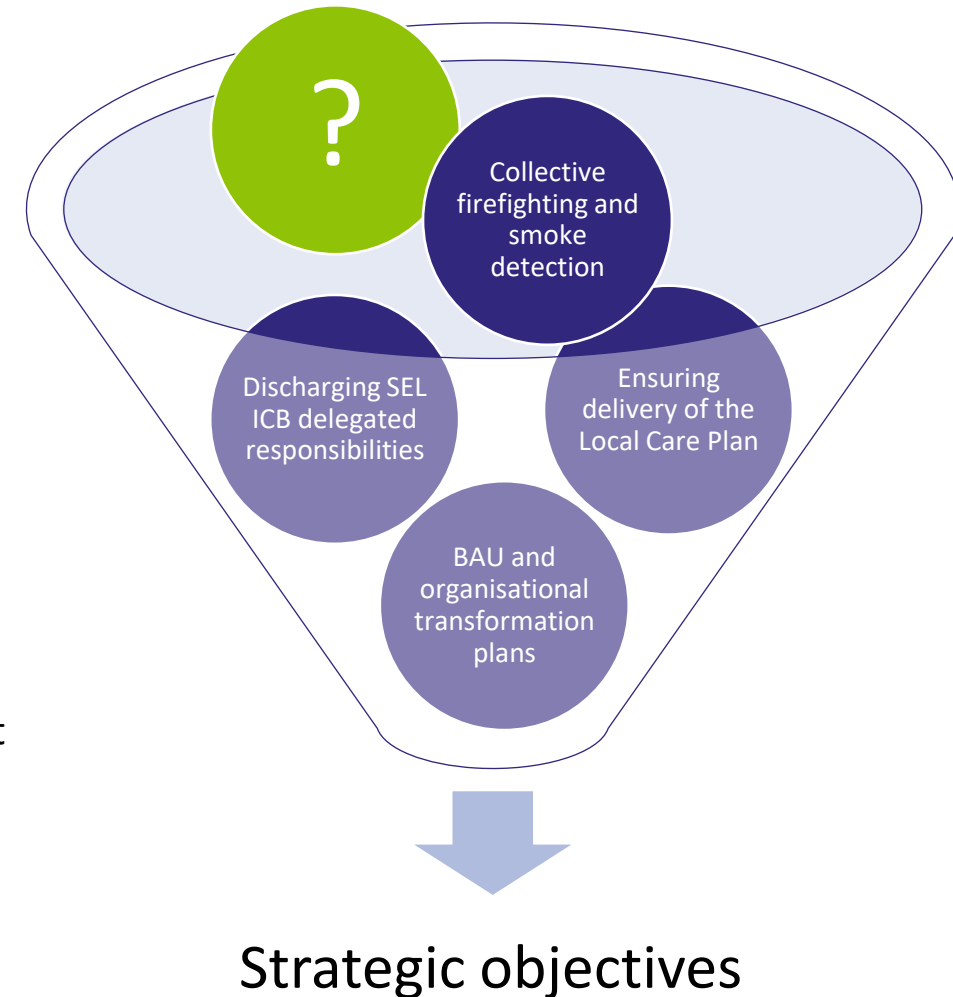 ?
Collective
firefighting and
smoke
detection
Discharging SEL
ICB delegated
responsibilities
Ensuring
delivery of the
Local Care Plan
BAU and
organisational
transformation
plans
t
Strategic objectives